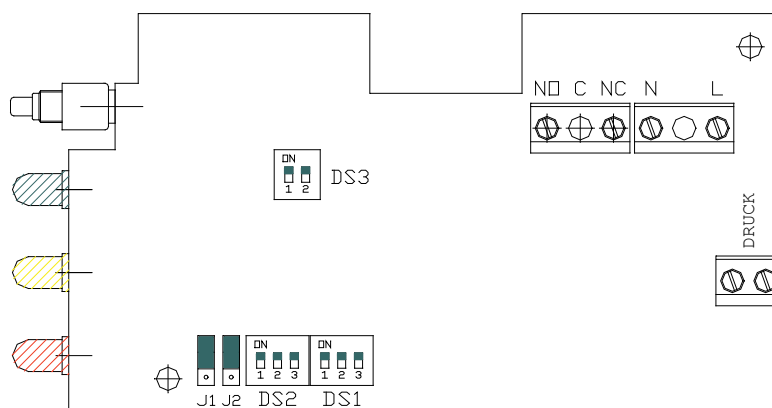 NO C NC N L
ON
1 2
DS3
DRUCK
ON
1 2 3
ON
1 2 3
J1 J2 DS2 DS1